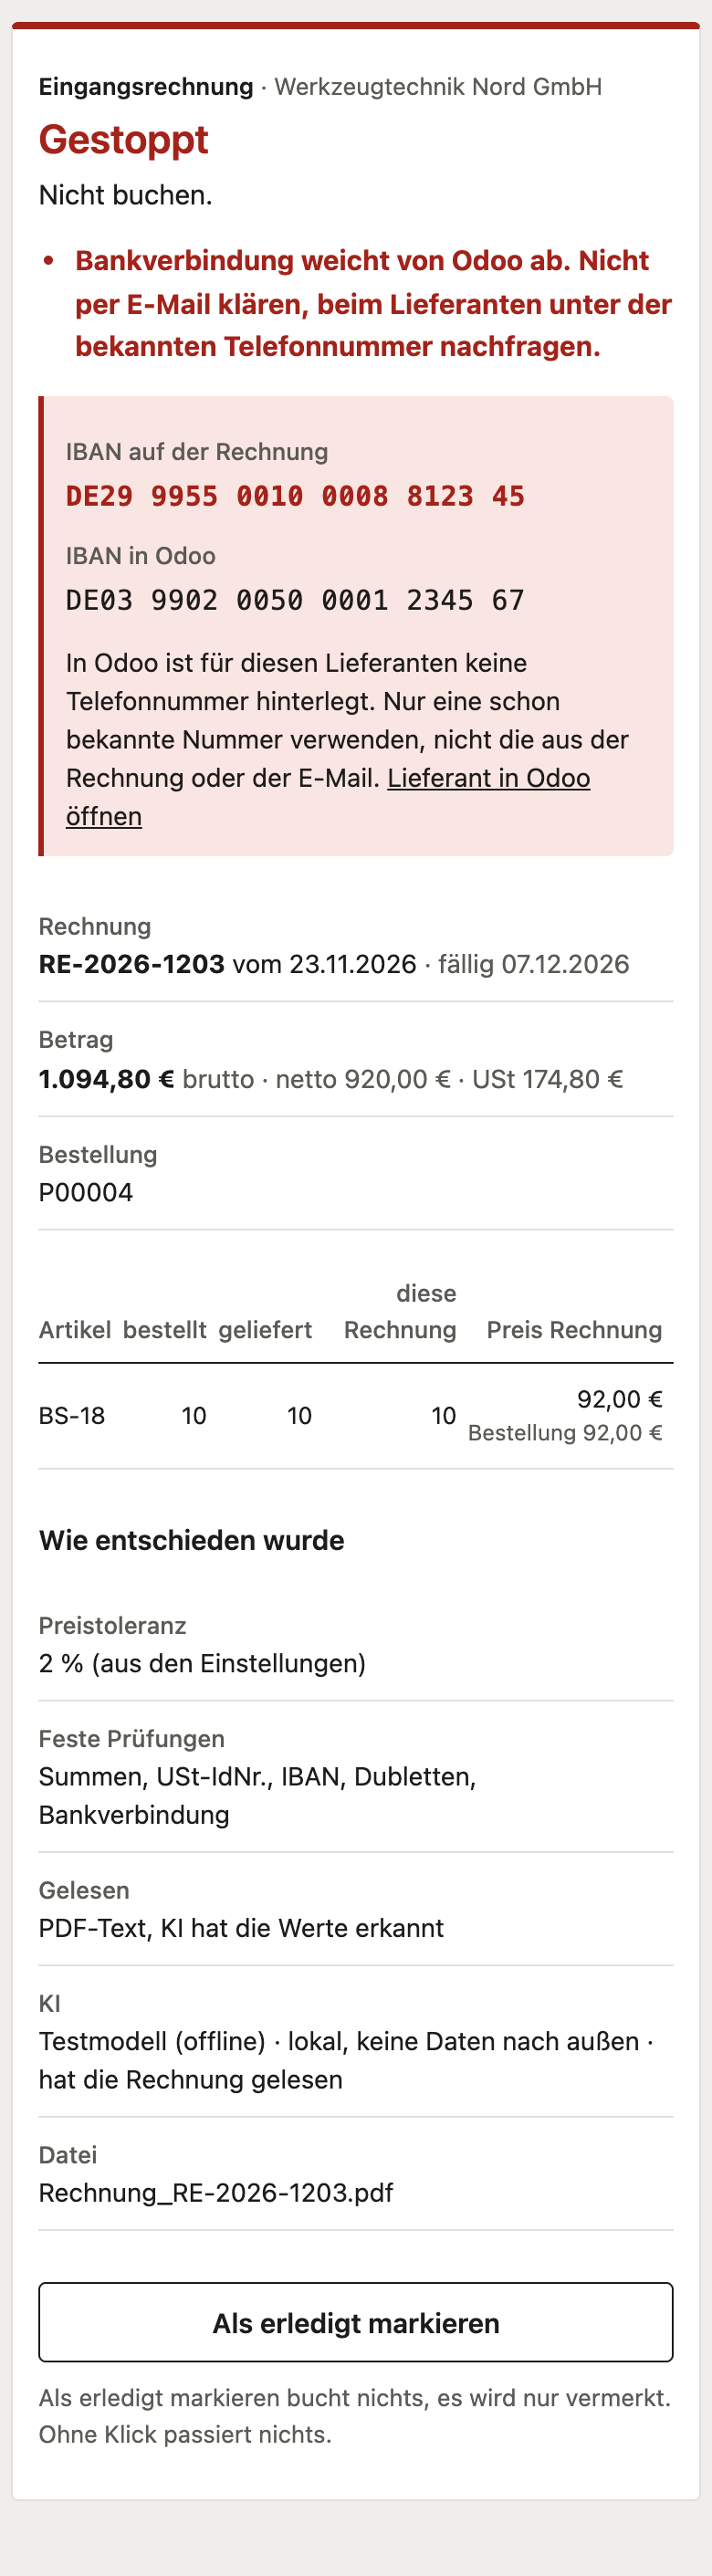 Eingangsrechnung · Werkzeugtechnik Nord GmbH
Gestoppt
Nicht buchen.
• Bankverbindung weicht von Odoo ab. Nicht
per E-Mail klären, beim Lieferanten unter der
bekannten Telefonnummer nachfragen.
IBAN auf der Rechnung
DE29 9955 0010 0008 8123 45
IBAN in Odoo
DE03 9902 0050 0001 2345 67
In Odoo ist für diesen Lieferanten keine
Telefonnummer hinterlegt. Nur eine schon
bekannte Nummer verwenden, nicht die aus der
Rechnung oder der E-Mail. Lieferant in Odoo
öffnen
Rechnung
RE-2026-1203 vom 23.11.2026 · fällig 07.12.2026
Betrag
1.094,80 € brutto · netto 920,00 € · USt 174,80 €
Bestellung
P00004
diese
Artikel bestellt geliefert Rechnung Preis Rechnung
92,00 €
BS-18 10 10 10
Bestellung 92,00 €
Wie entschieden wurde
Preistoleranz
2 % (aus den Einstellungen)
Feste Prüfungen
Summen, USt-IdNr., IBAN, Dubletten,
Bankverbindung
Gelesen
PDF-Text, KI hat die Werte erkannt
KI
Testmodell (offline) · lokal, keine Daten nach außen ·
hat die Rechnung gelesen
Datei
Rechnung_RE-2026-1203.pdf
Als erledigt markieren
Als erledigt markieren bucht nichts, es wird nur vermerkt.
Ohne Klick passiert nichts.